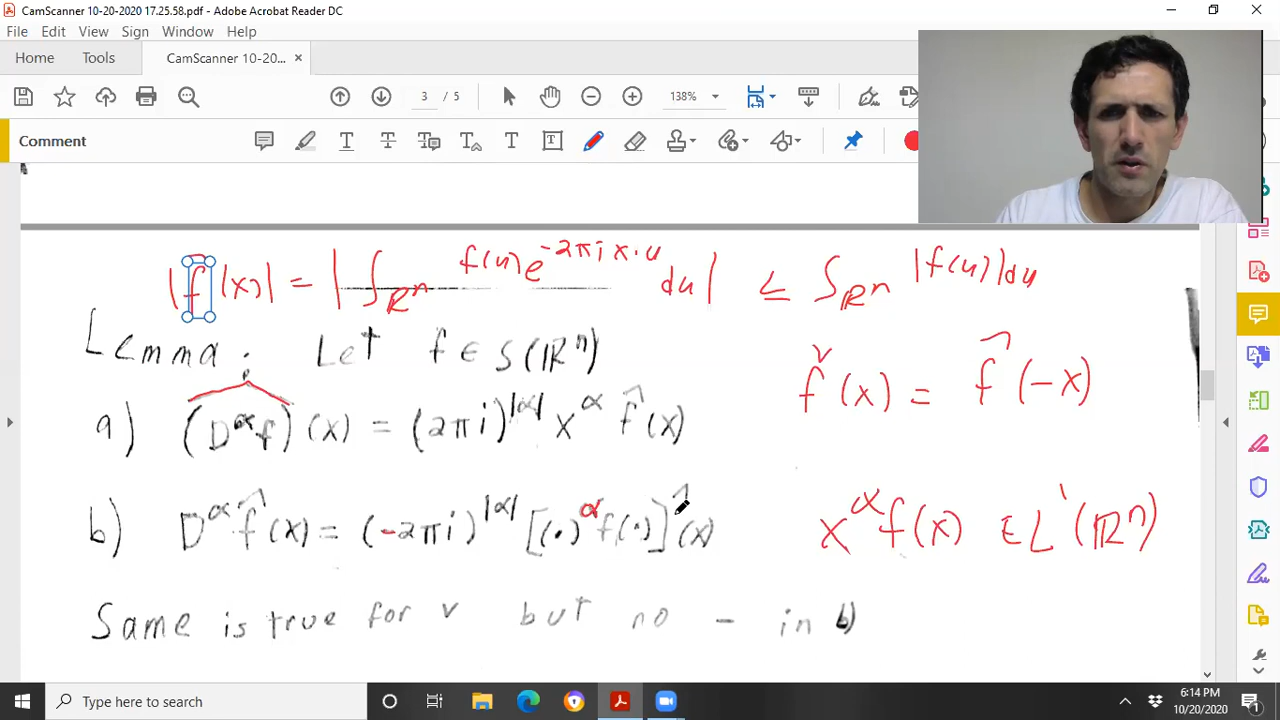 CamScanner 10-20-2020 17.25.58.pdf - Adobe Acrobat Reader DC
File Edit View Sign Window Help
Home Tools CamScanner 10-20... ×
3 / 5 138%
Comment
|f̂(x)| = |∫_{ℝⁿ} f(u)e^{-2πi x·u} du| ≤ ∫_{ℝⁿ} |f(u)|du
Lemma: Let f ∈ S(ℝⁿ)
f̌(x) = f̂(-x)
a) (D^α f)^(x) = (2πi)^{|α|} x^α f̂(x)
b) D^α f̂(x) = (-2πi)^{|α|} [(·)^α f(·)]^(x)
x^α f(x) ∈ L¹(ℝⁿ)
Same is true for v but no - in b)
Type here to search
6:14 PM
10/20/2020
1